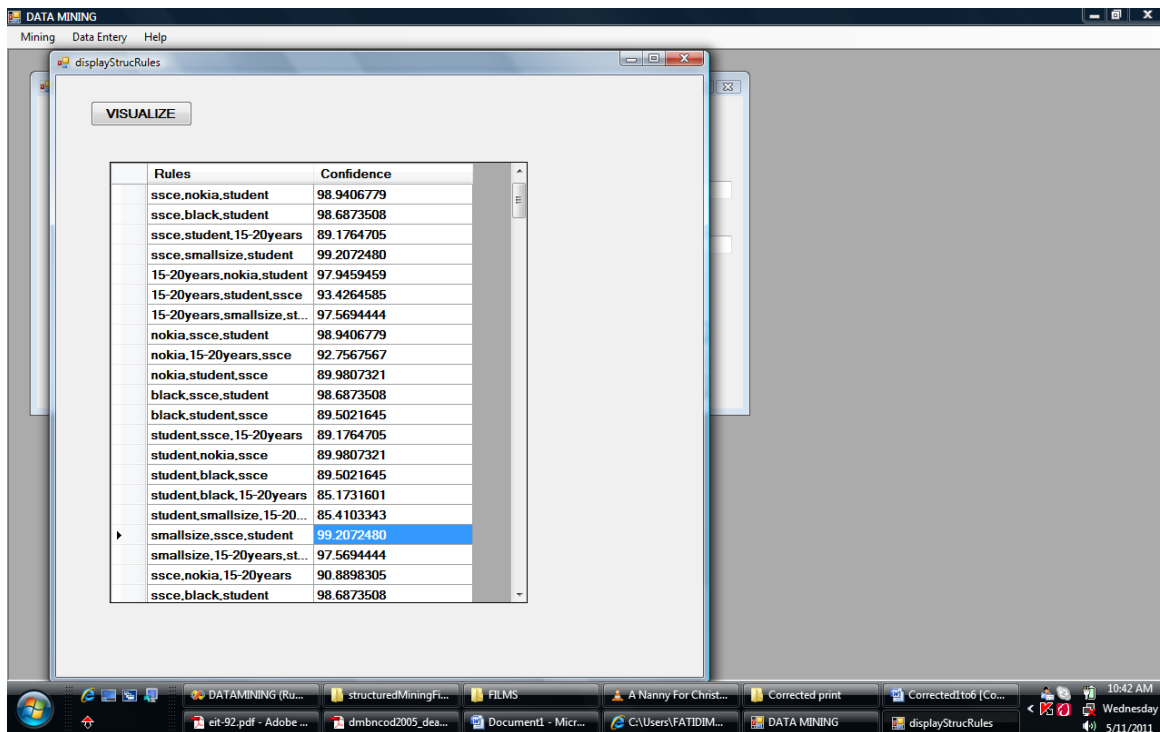 DATA MINING
Mining Data Entery Help
displayStrucRules
VISUALIZE
Rules Confidence
ssce,nokia,student 98.9406779
ssce,black,student 98.6873508
ssce,student,15-20years 89.1764705
ssce,smallsize,student 99.2072480
15-20years,nokia,student 97.9459459
15-20years,student,ssce 93.4264585
15-20years,smallsize,st... 97.5694444
nokia,ssce,student 98.9406779
nokia,15-20years,ssce 92.7567567
nokia,student,ssce 89.9807321
black,ssce,student 98.6873508
black,student,ssce 89.5021645
student,ssce,15-20years 89.1764705
student,nokia,ssce 89.9807321
student,black,ssce 89.5021645
student,black,15-20years 85.1731601
student,smallsize,15-20... 85.4103343
smallsize,ssce,student 99.2072480
smallsize,15-20years,st... 97.5694444
ssce,nokia,15-20years 90.8898305
ssce,black,student 98.6873508
DATAMINING (Ru... structuredMiningFi... FILMS A Nanny For Christ... Corrected print Corrected1to6 [Co... 10:42 AM
Wednesday
eit-92.pdf - Adobe ... dmbncod2005_dea... Document1 - Micr... C:\Users\FATIDIM... DATA MINING displayStrucRules 5/11/2011